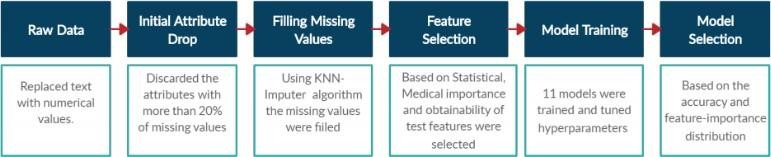 Raw Data
Initial Attribute
Drop
Filling Missing
Values
Feature
Selection
Model Training
Model
Selection
Replaced text
with numerical
values.
Discarded the
attributes with
more than 20%
of missing values
Using KNN-
Imputer algorithm
the missing values
were fiiled
Based on Statistical,
Medical importance
and obtainability of
test features were
selected
11 models were
trained and tuned
hyperparameters
Based on the
accuracy and
feature-importance
distribution